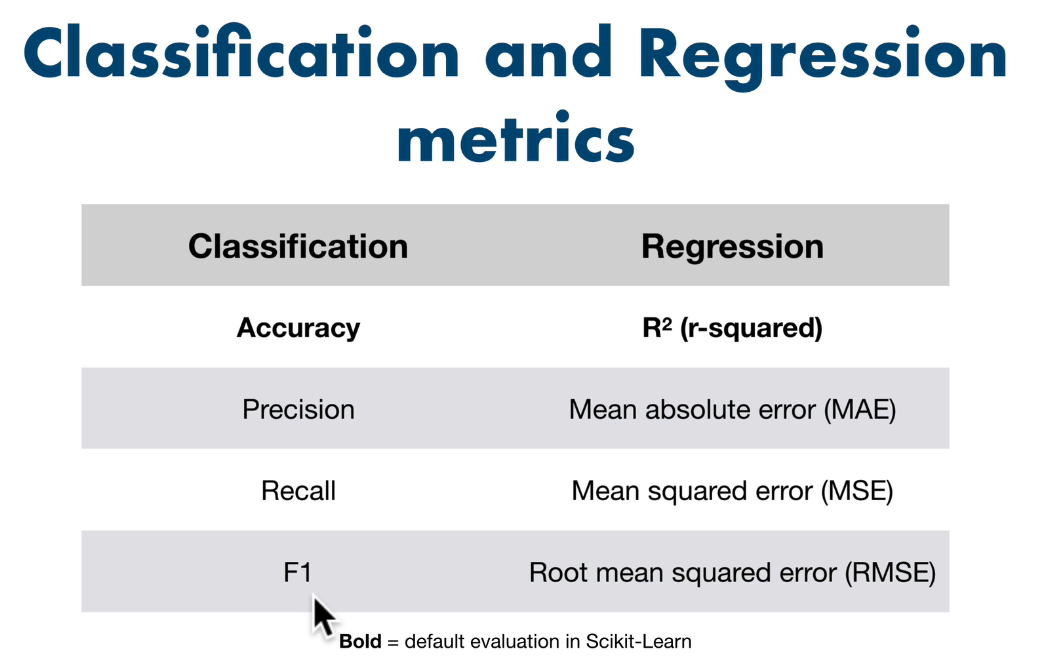 Classification and Regression
metrics
Classification Regression
Accuracy R² (r-squared)
Precision Mean absolute error (MAE)
Recall Mean squared error (MSE)
F1 Root mean squared error (RMSE)
Bold = default evaluation in Scikit-Learn